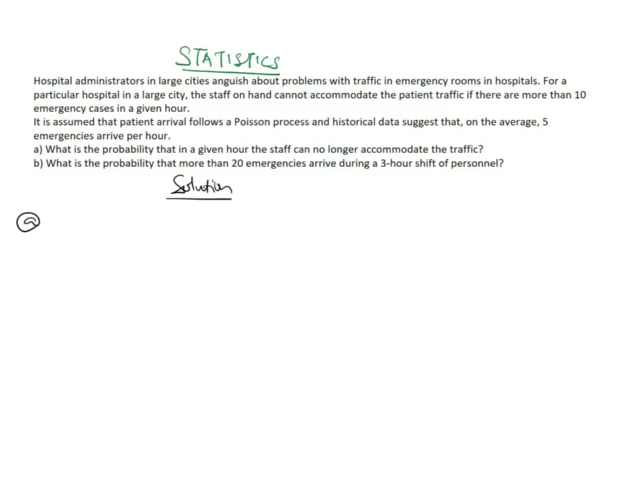 STATISTICS
Hospital administrators in large cities anguish about problems with traffic in emergency rooms in hospitals. For a
particular hospital in a large city, the staff on hand cannot accommodate the patient traffic if there are more than 10
emergency cases in a given hour.
It is assumed that patient arrival follows a Poisson process and historical data suggest that, on the average, 5
emergencies arrive per hour.
a) What is the probability that in a given hour the staff can no longer accommodate the traffic?
b) What is the probability that more than 20 emergencies arrive during a 3-hour shift of personnel?
Solution
a